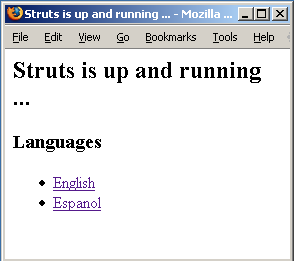 Struts is up and running ... - Mozilla ...
File Edit View Go Bookmarks Tools Help
Struts is up and running
...
Languages
English
Espanol